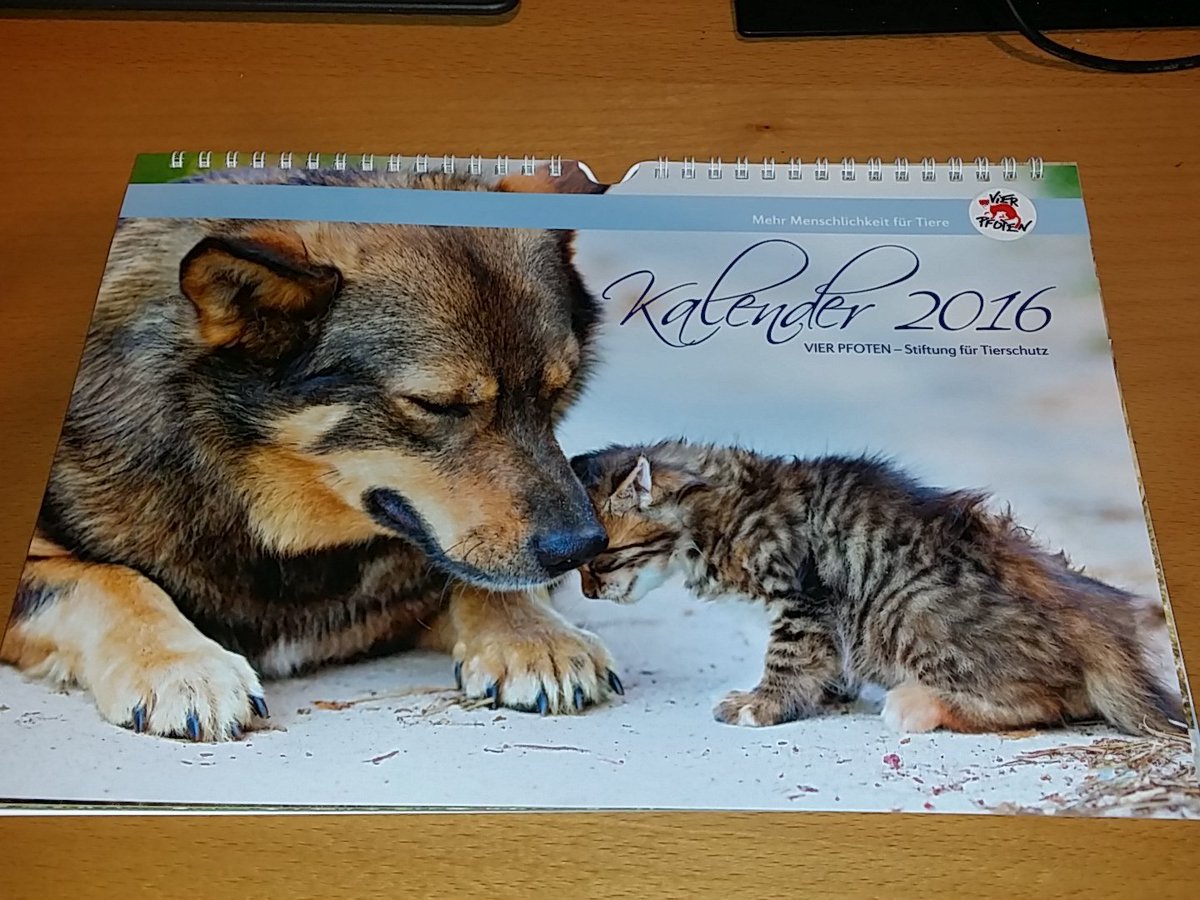 Mehr Menschlichkeit für Tiere
VIER
PFOTEN
Kalender 2016
VIER PFOTEN – Stiftung für Tierschutz